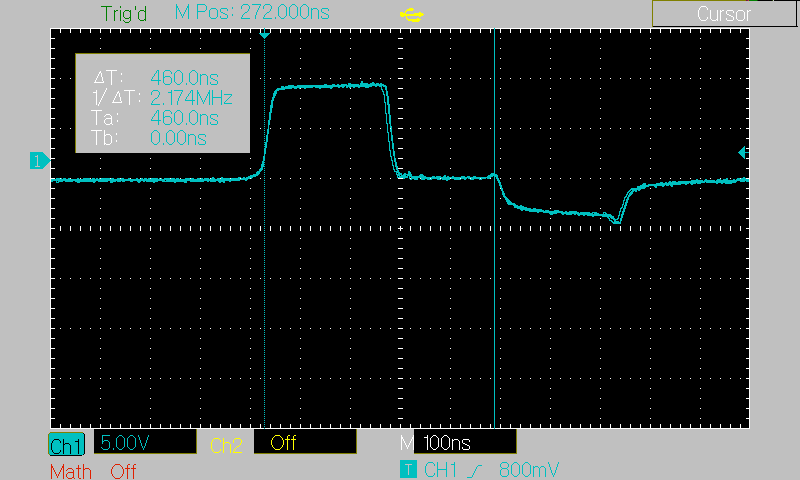 Trig'd M Pos: 272.000ns Cursor
ΔT: 460.0ns
1/ΔT: 2.174MHz
Ta: 460.0ns
Tb: 0.00ns
1
Ch1 5.00V Ch2 Off M 100ns
Math Off T CH1 800mV